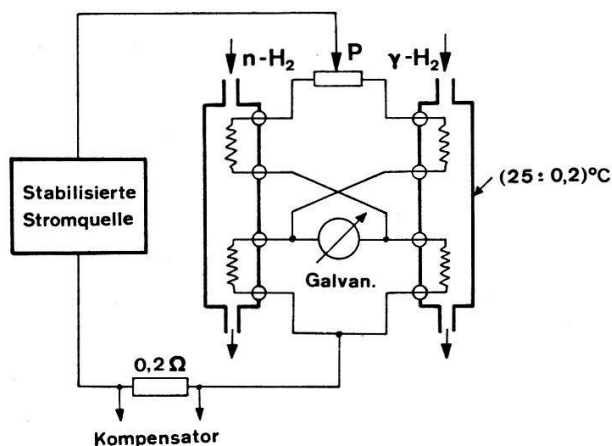 n-H₂
P
γ-H₂
(25 : 0,2)°C
Stabilisierte
Stromquelle
Galvan.
0,2 Ω
Kompensator